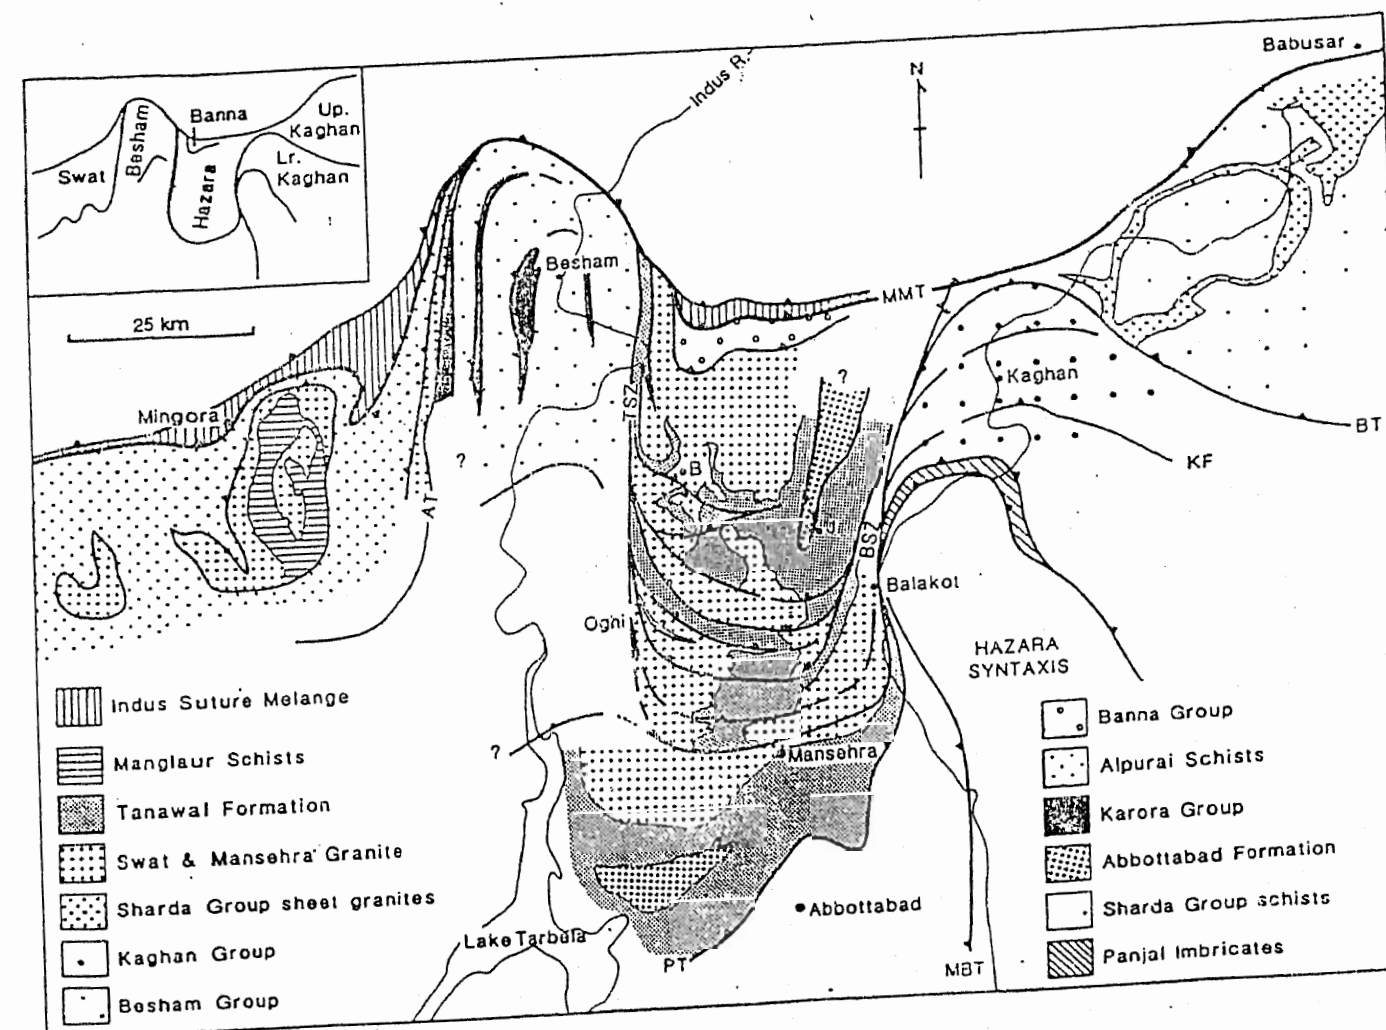 Babusar
N
Indus R.
Banna
Up.
Kaghan
Besham
Lr.
Kaghan
Swat
Hazara
Besham
25 km
MMT
Kaghan
?
Mingora
TSZ
BT
?
B
KF
AT
BSZ
Balakot
Oghi
HAZARA
SYNTAXIS
?
Mansehra
Abbottabad
Lake Tarbela
PT
MBT
Indus Suture Melange
Manglaur Schists
Tanawal Formation
Swat & Mansehra Granite
Sharda Group sheet granites
Kaghan Group
Besham Group
Banna Group
Alpurai Schists
Karora Group
Abbottabad Formation
Sharda Group schists
Panjal Imbricates